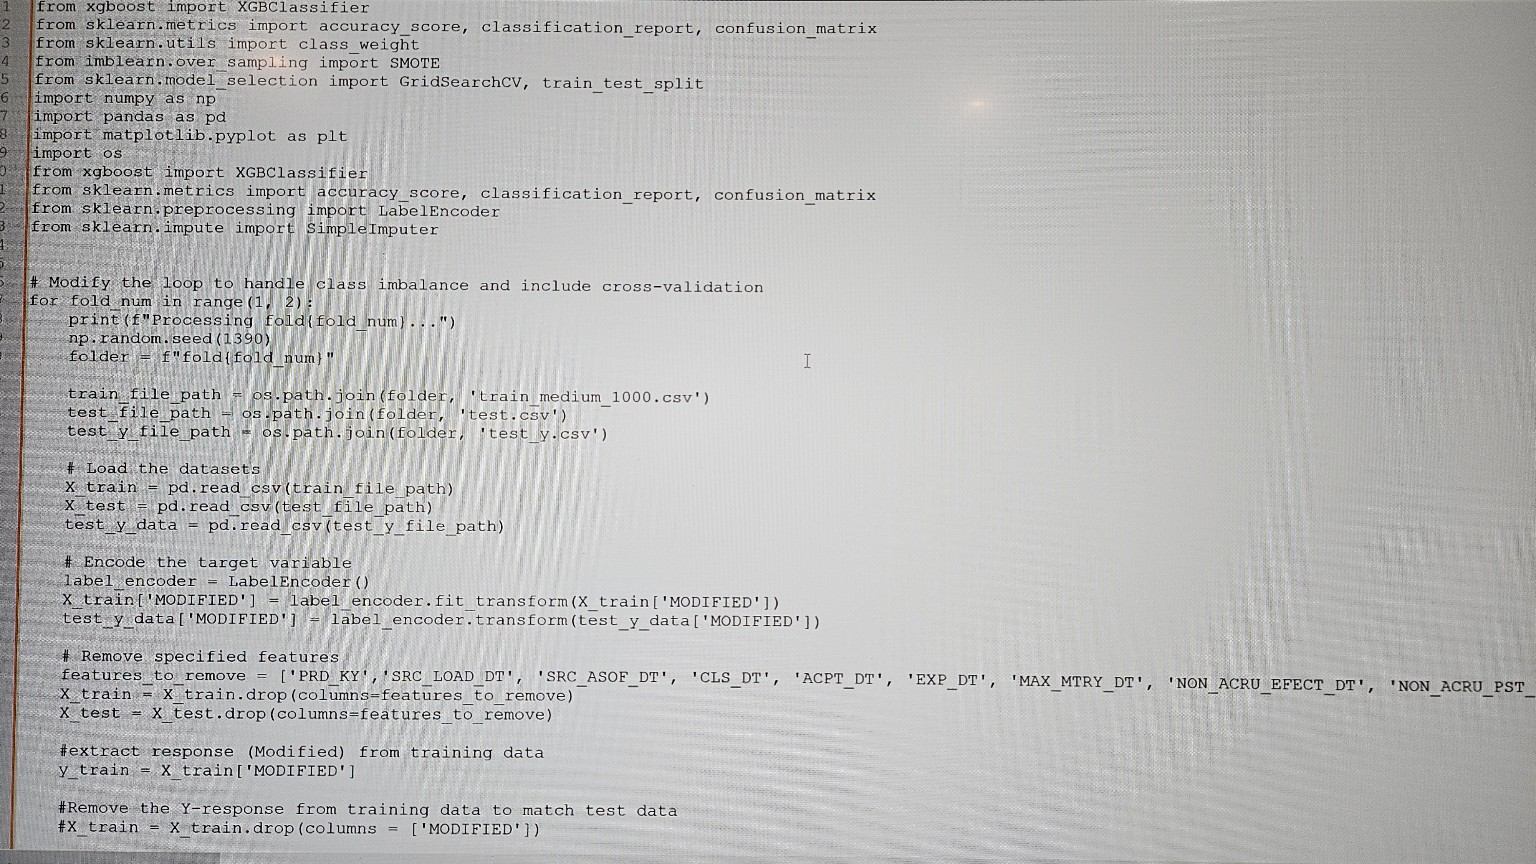 1 from xgboost import XGBClassifier
2 from sklearn.metrics import accuracy_score, classification_report, confusion_matrix
3 from sklearn.utils import class_weight
4 from imblearn.over_sampling import SMOTE
5 from sklearn.model_selection import GridSearchCV, train_test_split
6 import numpy as np
7 import pandas as pd
8 import matplotlib.pyplot as plt
9 import os
0 from xgboost import XGBClassifier
1 from sklearn.metrics import accuracy_score, classification_report, confusion_matrix
2 from sklearn.preprocessing import LabelEncoder
3 from sklearn.impute import SimpleImputer
4
5
# Modify the loop to handle class imbalance and include cross-validation
for fold_num in range(1, 2):
    print(f"Processing fold{fold_num}...")
    np.random.seed(1390)
    folder = f"fold{fold_num}"

    train_file_path = os.path.join(folder, 'train_medium_1000.csv')
    test_file_path = os.path.join(folder, 'test.csv')
    test_y_file_path = os.path.join(folder, 'test_y.csv')

    # Load the datasets
    X_train = pd.read_csv(train_file_path)
    X_test = pd.read_csv(test_file_path)
    test_y_data = pd.read_csv(test_y_file_path)

    # Encode the target variable
    label_encoder = LabelEncoder()
    X_train['MODIFIED'] = label_encoder.fit_transform(X_train['MODIFIED'])
    test_y_data['MODIFIED'] = label_encoder.transform(test_y_data['MODIFIED'])

    # Remove specified features
    features_to_remove = ['PRD_KY','SRC_LOAD_DT', 'SRC_ASOF_DT', 'CLS_DT', 'ACPT_DT', 'EXP_DT', 'MAX_MTRY_DT', 'NON_ACRU_EFECT_DT', 'NON_ACRU_PST_
    X_train = X_train.drop(columns=features_to_remove)
    X_test = X_test.drop(columns=features_to_remove)

    #extract response (Modified) from training data
    y_train = X_train['MODIFIED']

    #Remove the Y-response from training data to match test data
    #X_train = X_train.drop(columns = ['MODIFIED'])